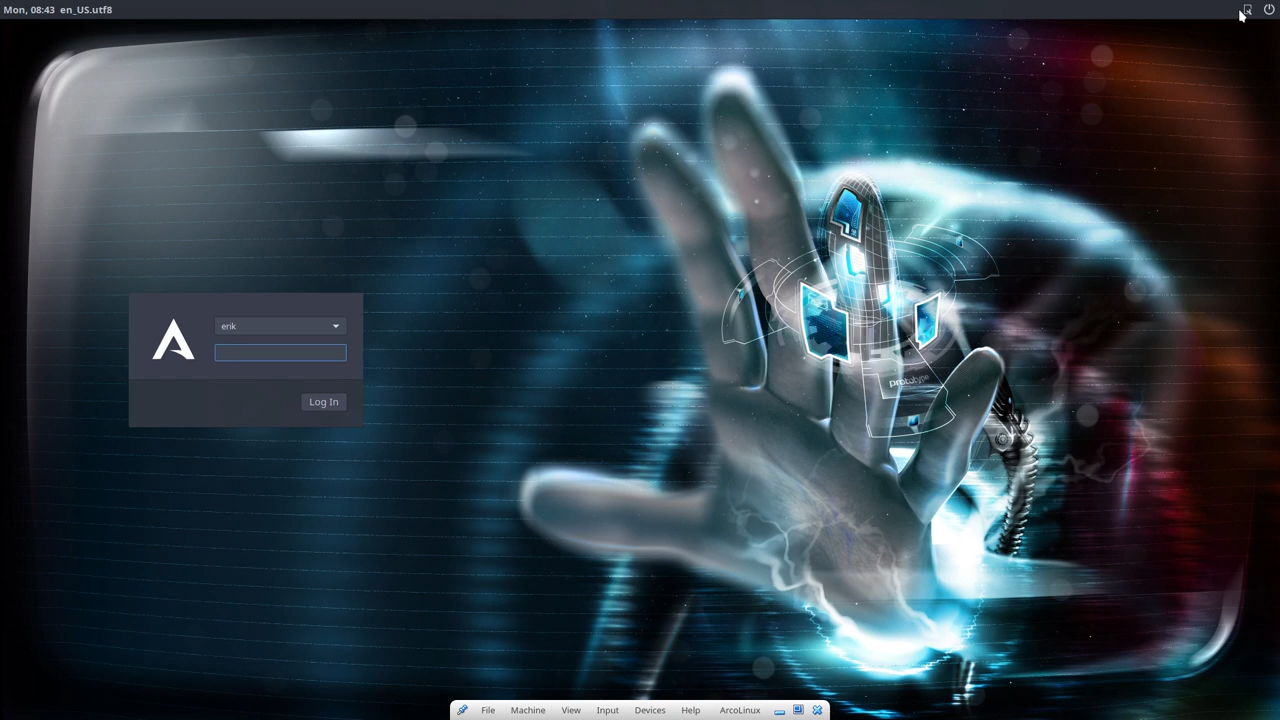 Mon, 08:43 en_US.utf8
erik
Log In
prototype
File Machine View Input Devices Help ArcoLinux